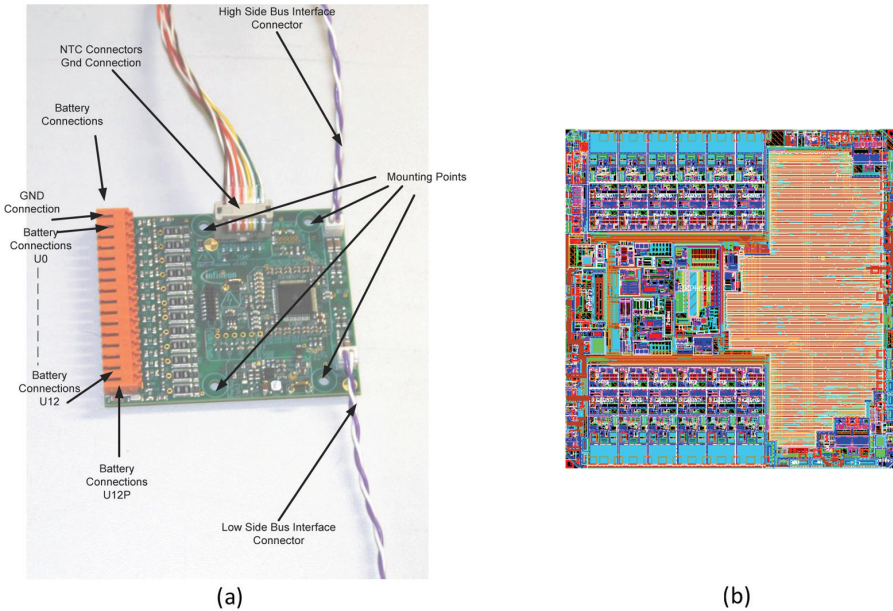 High Side Bus Interface
Connector
NTC Connectors
Gnd Connection
Battery
Connections
Mounting Points
GND
Connection
Battery
Connections
U0
infineon
Battery
Connections
U12
Battery
Connections
U12P
Low Side Bus Interface
Connector
(a)
(b)